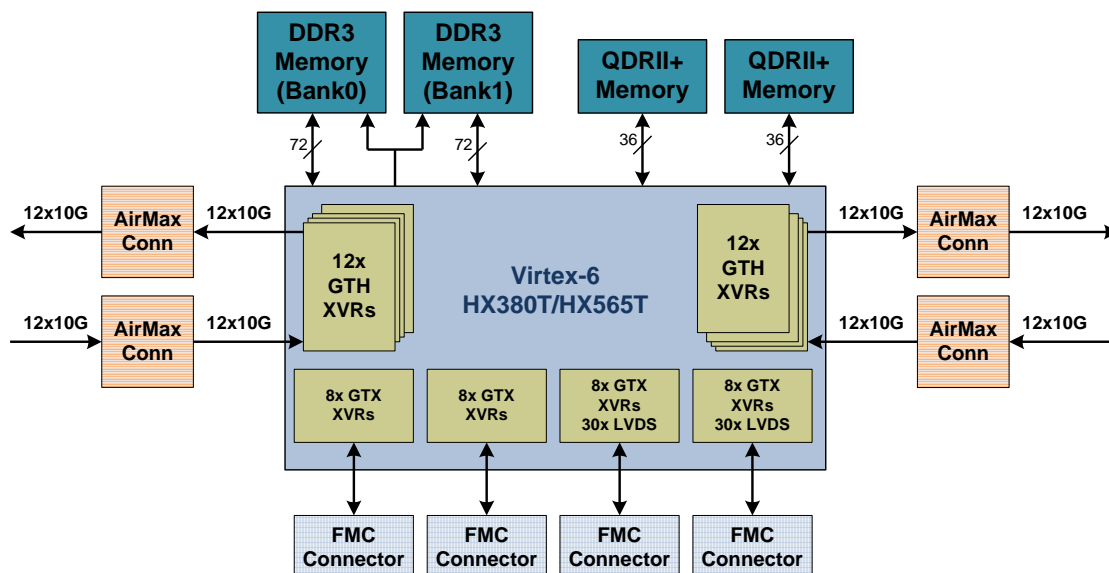 DDR3
Memory
(Bank0)
DDR3
Memory
(Bank1)
QDRII+
Memory
QDRII+
Memory
72
72
36
36
12x10G
AirMax
Conn
12x10G
12x
GTH
XVRs
Virtex-6
HX380T/HX565T
12x
GTH
XVRs
12x10G
AirMax
Conn
12x10G
12x10G
AirMax
Conn
12x10G
12x10G
AirMax
Conn
12x10G
8x GTX
XVRs
8x GTX
XVRs
8x GTX
XVRs
30x LVDS
8x GTX
XVRs
30x LVDS
FMC
Connector
FMC
Connector
FMC
Connector
FMC
Connector